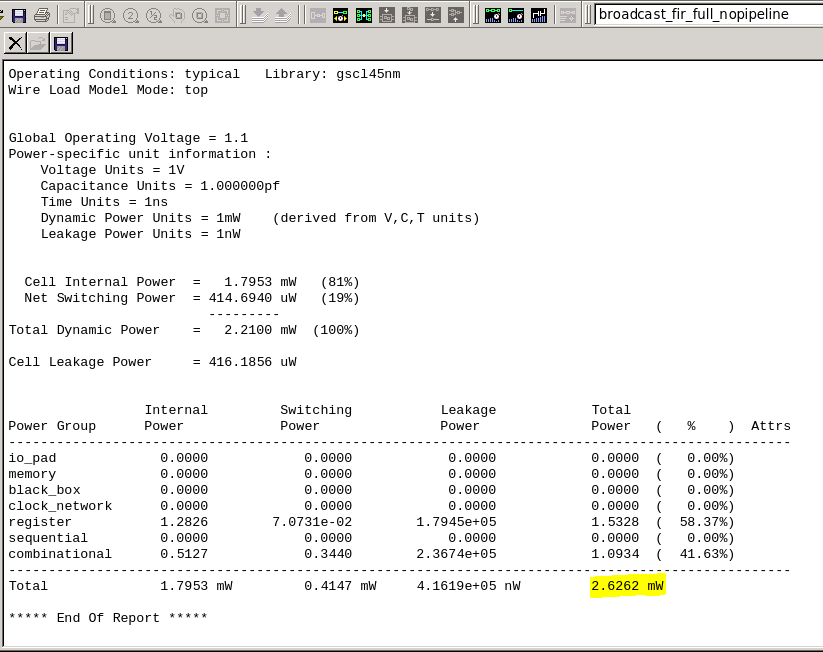 broadcast_fir_full_nopipeline
Operating Conditions: typical   Library: gscl45nm
Wire Load Model Mode: top
Global Operating Voltage = 1.1
Power-specific unit information :
    Voltage Units = 1V
    Capacitance Units = 1.000000pf
    Time Units = 1ns
    Dynamic Power Units = 1mW    (derived from V,C,T units)
    Leakage Power Units = 1nW
  Cell Internal Power  =   1.7953 mW   (81%)
  Net Switching Power  = 414.6940 uW   (19%)
                         ---------
Total Dynamic Power    =   2.2100 mW  (100%)
Cell Leakage Power     = 416.1856 uW
                 Internal         Switching           Leakage            Total
Power Group      Power            Power               Power              Power   (   %    )  Attrs
--------------------------------------------------------------------------------------------------
io_pad             0.0000            0.0000            0.0000            0.0000  (   0.00%)
memory             0.0000            0.0000            0.0000            0.0000  (   0.00%)
black_box          0.0000            0.0000            0.0000            0.0000  (   0.00%)
clock_network      0.0000            0.0000            0.0000            0.0000  (   0.00%)
register           1.2826        7.0731e-02        1.7945e+05            1.5328  (  58.37%)
sequential         0.0000            0.0000            0.0000            0.0000  (   0.00%)
combinational      0.5127            0.3440        2.3674e+05            1.0934  (  41.63%)
--------------------------------------------------------------------------------------------------
Total              1.7953 mW         0.4147 mW     4.1619e+05 nW         2.6262 mW
***** End Of Report *****